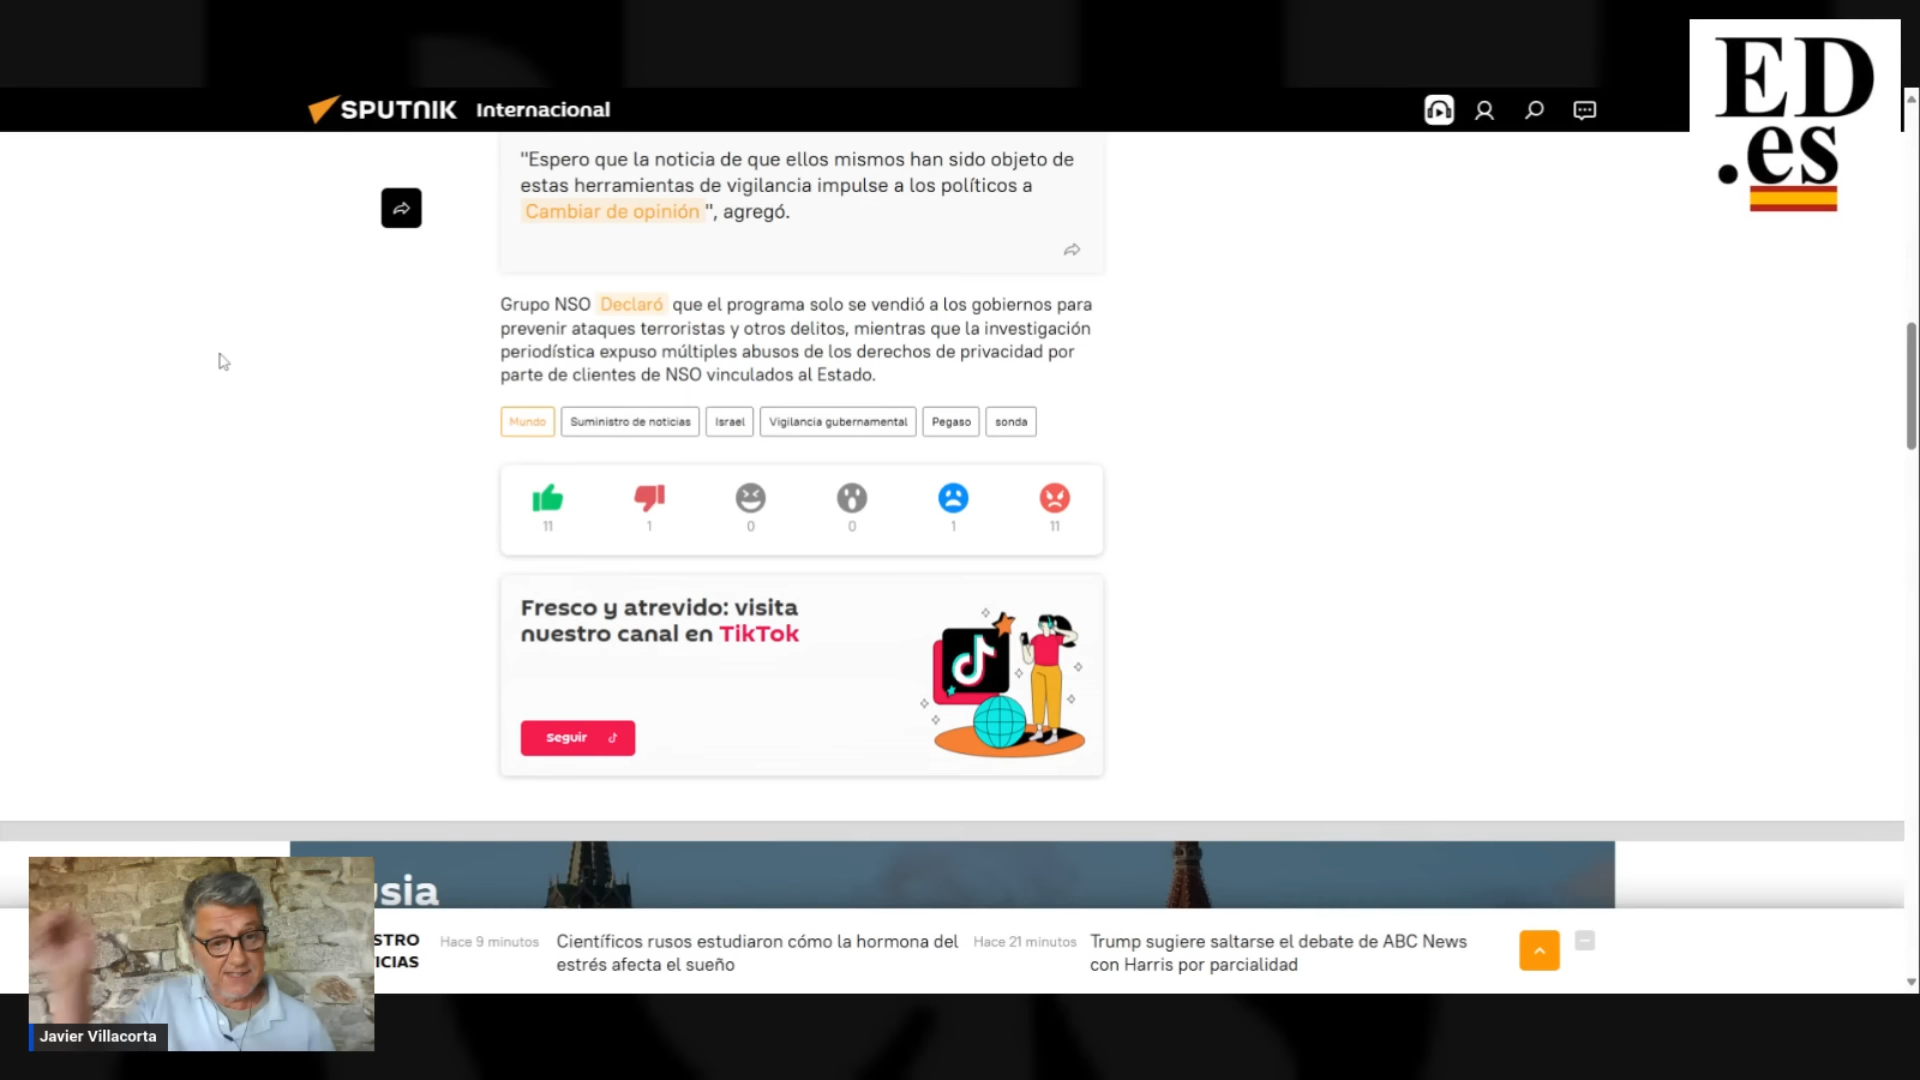 ED
.es
SPUTNIK Internacional
"Espero que la noticia de que ellos mismos han sido objeto de
estas herramientas de vigilancia impulse a los políticos a
Cambiar de opinión ", agregó.
Grupo NSO Declaró que el programa solo se vendió a los gobiernos para
prevenir ataques terroristas y otros delitos, mientras que la investigación
periodística expuso múltiples abusos de los derechos de privacidad por
parte de clientes de NSO vinculados al Estado.
Mundo Suministro de noticias Israel Vigilancia gubernamental Pegaso sonda
11 1 0 0 1 11
Fresco y atrevido: visita
nuestro canal en TikTok
Seguir
usia
STRO
ICIAS
Hace 9 minutos
Científicos rusos estudiaron cómo la hormona del
estrés afecta el sueño
Hace 21 minutos
Trump sugiere saltarse el debate de ABC News
con Harris por parcialidad
Javier Villacorta